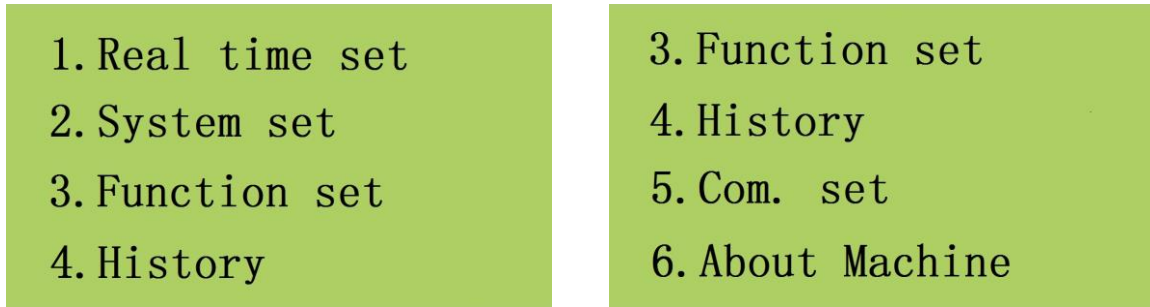 1.Real time set
2.System set
3.Function set
4.History
3.Function set
4.History
5.Com. set
6.About Machine